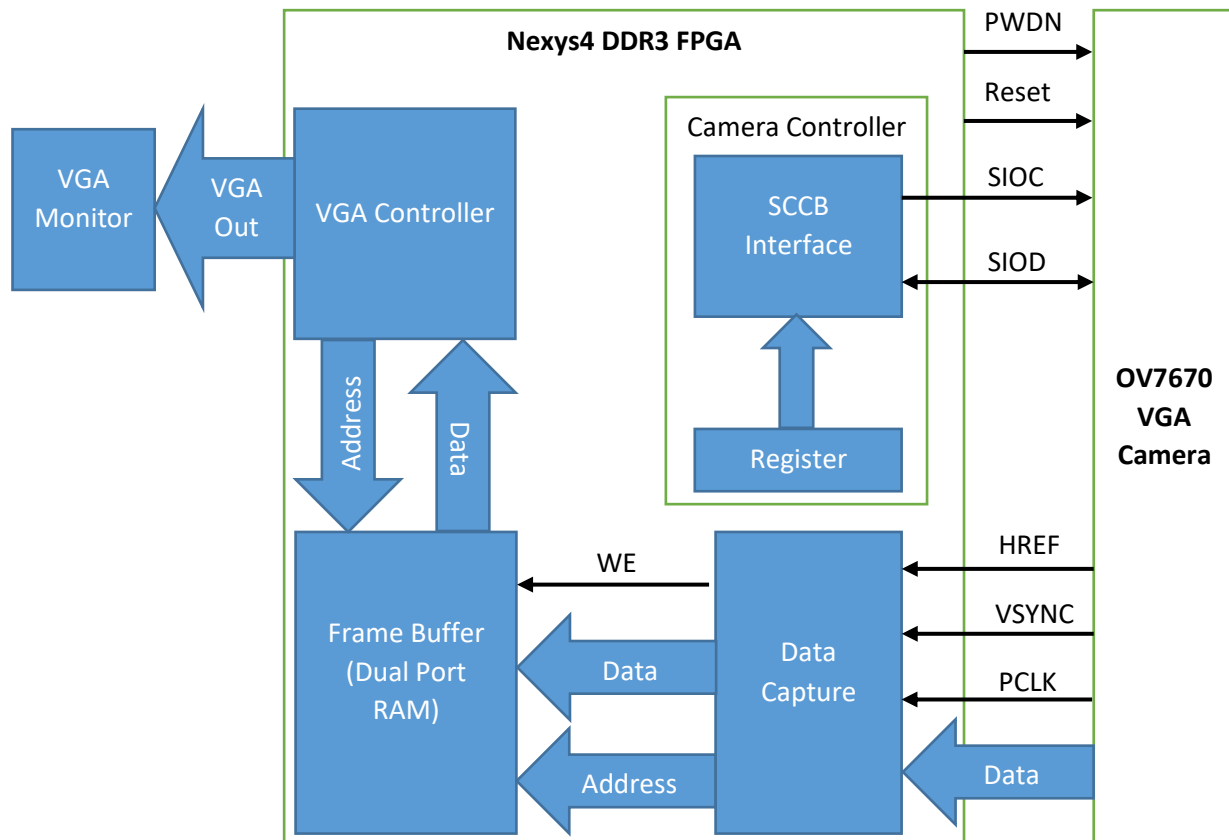 Nexys4 DDR3 FPGA
PWDN
Reset
Camera Controller
VGA
Monitor
VGA
Out
VGA Controller
SCCB
Interface
SIOC
SIOD
Address
Data
Register
OV7670
VGA
Camera
HREF
WE
VSYNC
Frame Buffer
(Dual Port
RAM)
Data
Data
Capture
PCLK
Address
Data